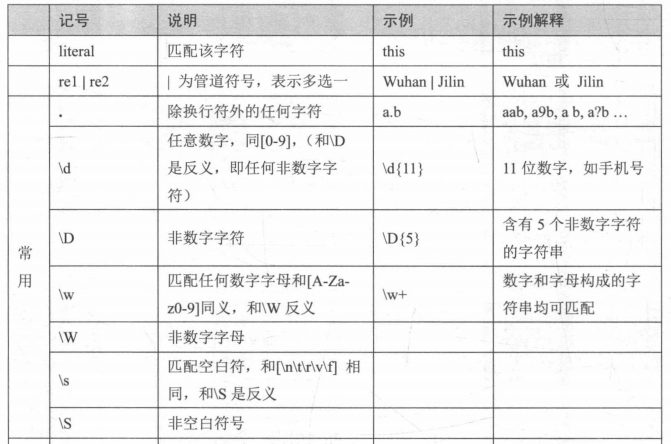 记号 说明 示例 示例解释
literal 匹配该字符 this this
re1 | re2 | 为管道符号，表示多选一 Wuhan | Jilin Wuhan 或 Jilin
常用
. 除换行符外的任何字符 a.b aab, a9b, a b, a?b …
\d 任意数字，同[0-9],（和\D
是反义，即任何非数字字
符） \d{11} 11 位数字，如手机号
\D 非数字字符 \D{5} 含有 5 个非数字字符
的字符串
\w 匹配任何数字字母和[A-Za-
z0-9]同义，和\W 反义 \w+ 数字和字母构成的字
符串均可匹配
\W 非数字字母
\s 匹配空白符，和[\n\t\r\v\f] 相
同，和\S 是反义
\S 非空白符号